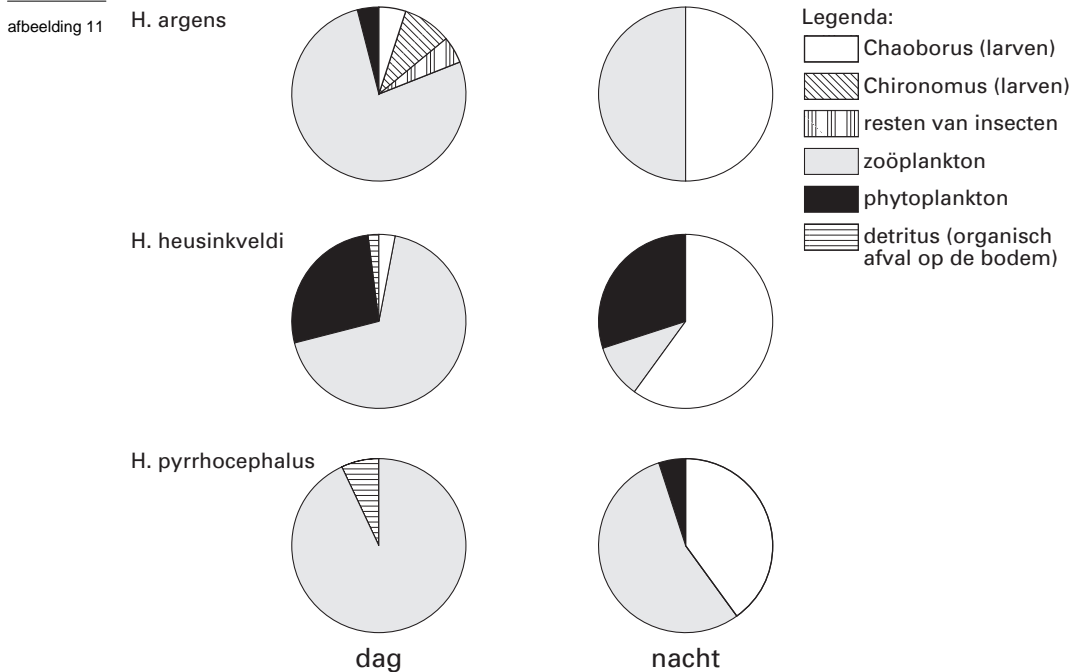 afbeelding 11
H. argens
Legenda:
Chaoborus (larven)
Chironomus (larven)
resten van insecten
zoöplankton
phytoplankton
detritus (organisch
afval op de bodem)
H. heusinkveldi
H. pyrrhocephalus
dag
nacht